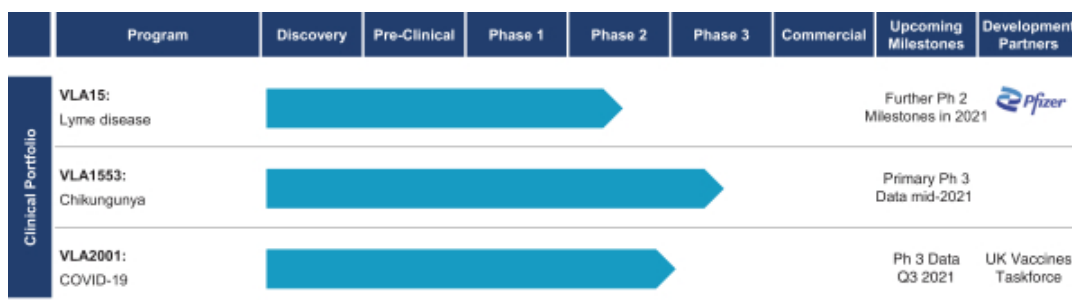 Program
Discovery
Pre-Clinical
Phase 1
Phase 2
Phase 3
Commercial
Upcoming
Milestones
Development
Partners
Clinical Portfolio
VLA15:
Lyme disease
Further Ph 2
Milestones in 2021
Pfizer
VLA1553:
Chikungunya
Primary Ph 3
Data mid-2021
VLA2001:
COVID-19
Ph 3 Data
Q3 2021
UK Vaccines
Taskforce